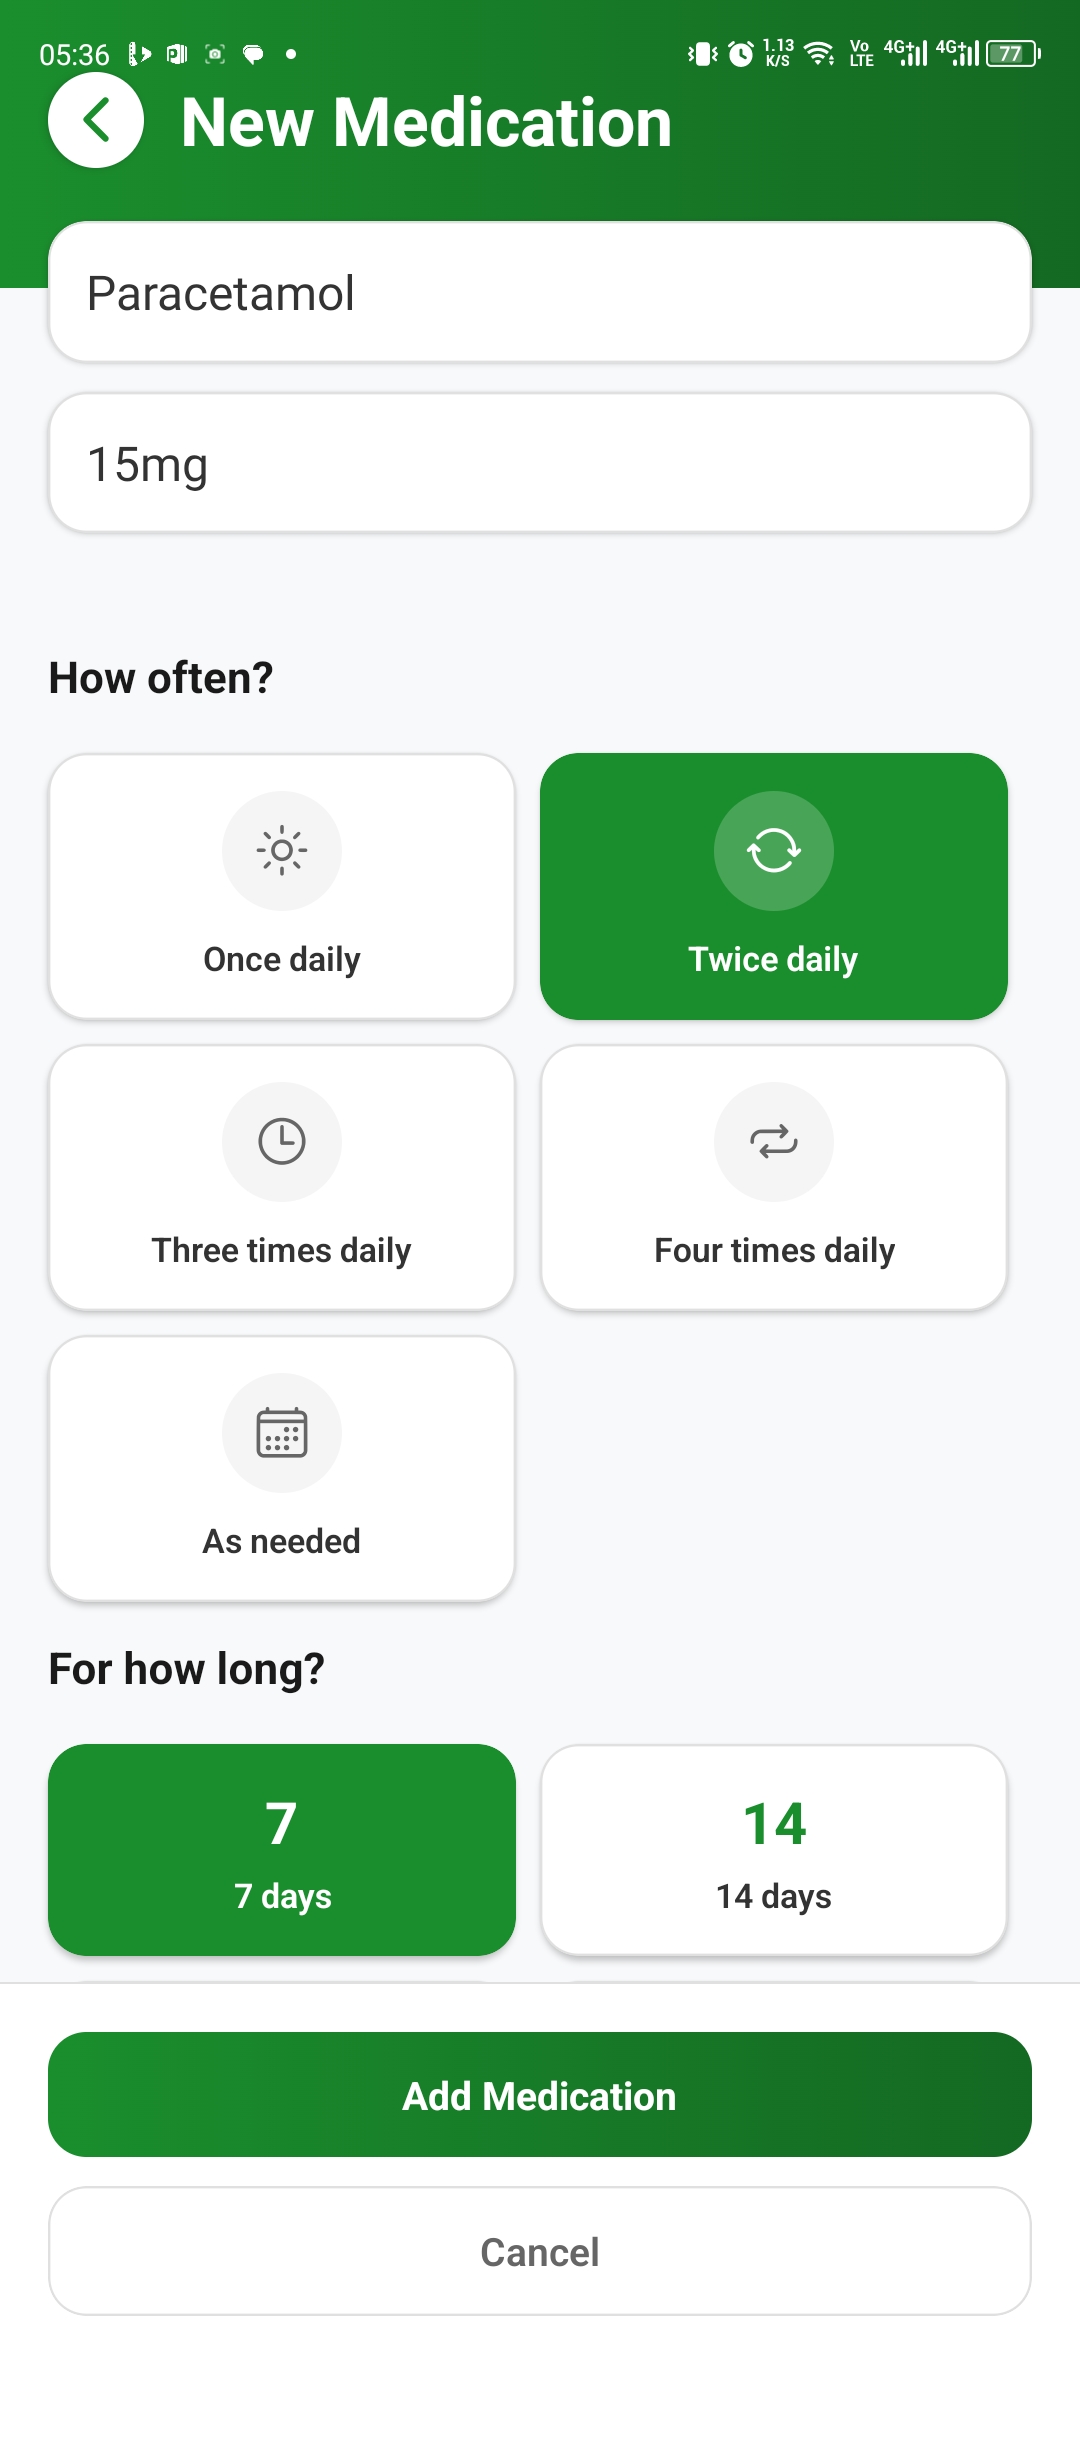 05:36
1.13 K/S
Vo LTE
4G+
4G+
77
New Medication
Paracetamol
15mg
How often?
Once daily
Twice daily
Three times daily
Four times daily
As needed
For how long?
7
7 days
14
14 days
Add Medication
Cancel